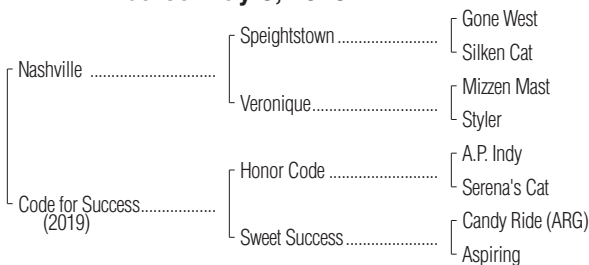 Gone West
Speightstown
Silken Cat
Nashville
Mizzen Mast
Veronique
Styler
A.P. Indy
Honor Code
Serena's Cat
Code for Success
(2019)
Candy Ride (ARG)
Sweet Success
Aspiring